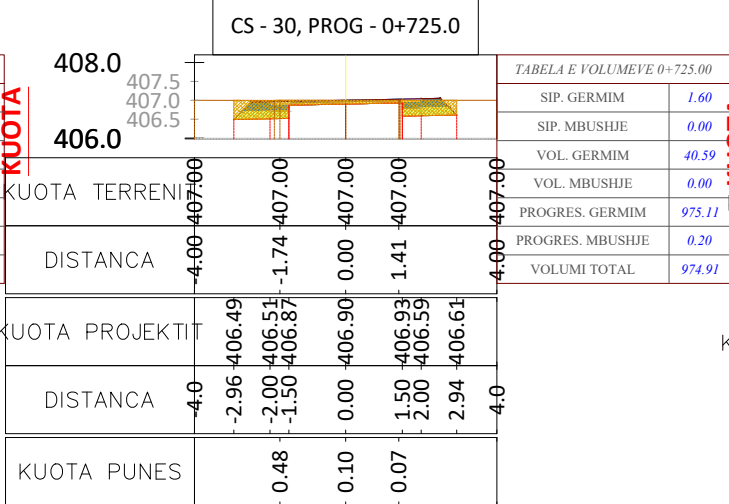 CS - 30, PROG - 0+725.0
KUOTA
408.0
407.5
407.0
406.5
406.0
KUOTA TERRENIT
407.00 407.00 407.00 407.00 407.00
DISTANCA
-4.00 -1.74 0.00 1.41 4.00
KUOTA PROJEKTIT
406.49 406.51 406.87 406.90 406.93 406.59 406.61
DISTANCA
-4.0 -2.96 -2.00 -1.50 0.00 1.50 2.00 2.94 4.0
KUOTA PUNES
0.48 0.10 0.07
TABELA E VOLUMEVE 0+725.00
SIP. GERMIM 1.60
SIP. MBUSHJE 0.00
VOL. GERMIM 40.59
VOL. MBUSHJE 0.00
PROGRES. GERMIM 975.11
PROGRES. MBUSHJE 0.20
VOLUMI TOTAL 974.91